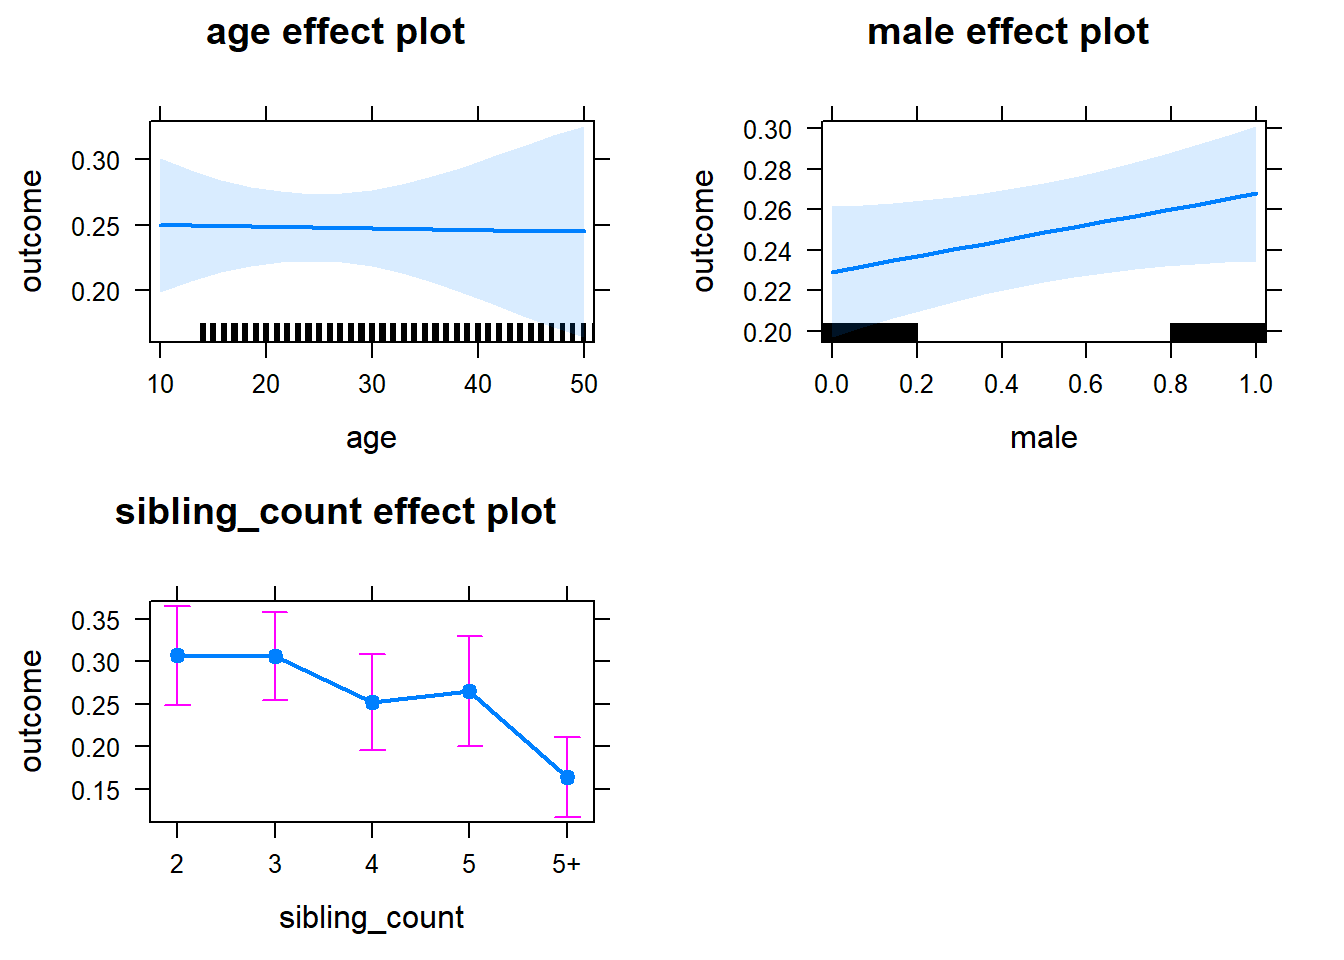 age effect plot
outcome
0.30
0.25
0.20
10 20 30 40 50
age
male effect plot
outcome
0.30
0.28
0.26
0.24
0.22
0.20
0.0 0.2 0.4 0.6 0.8 1.0
male
sibling_count effect plot
outcome
0.35
0.30
0.25
0.20
0.15
2 3 4 5 5+
sibling_count